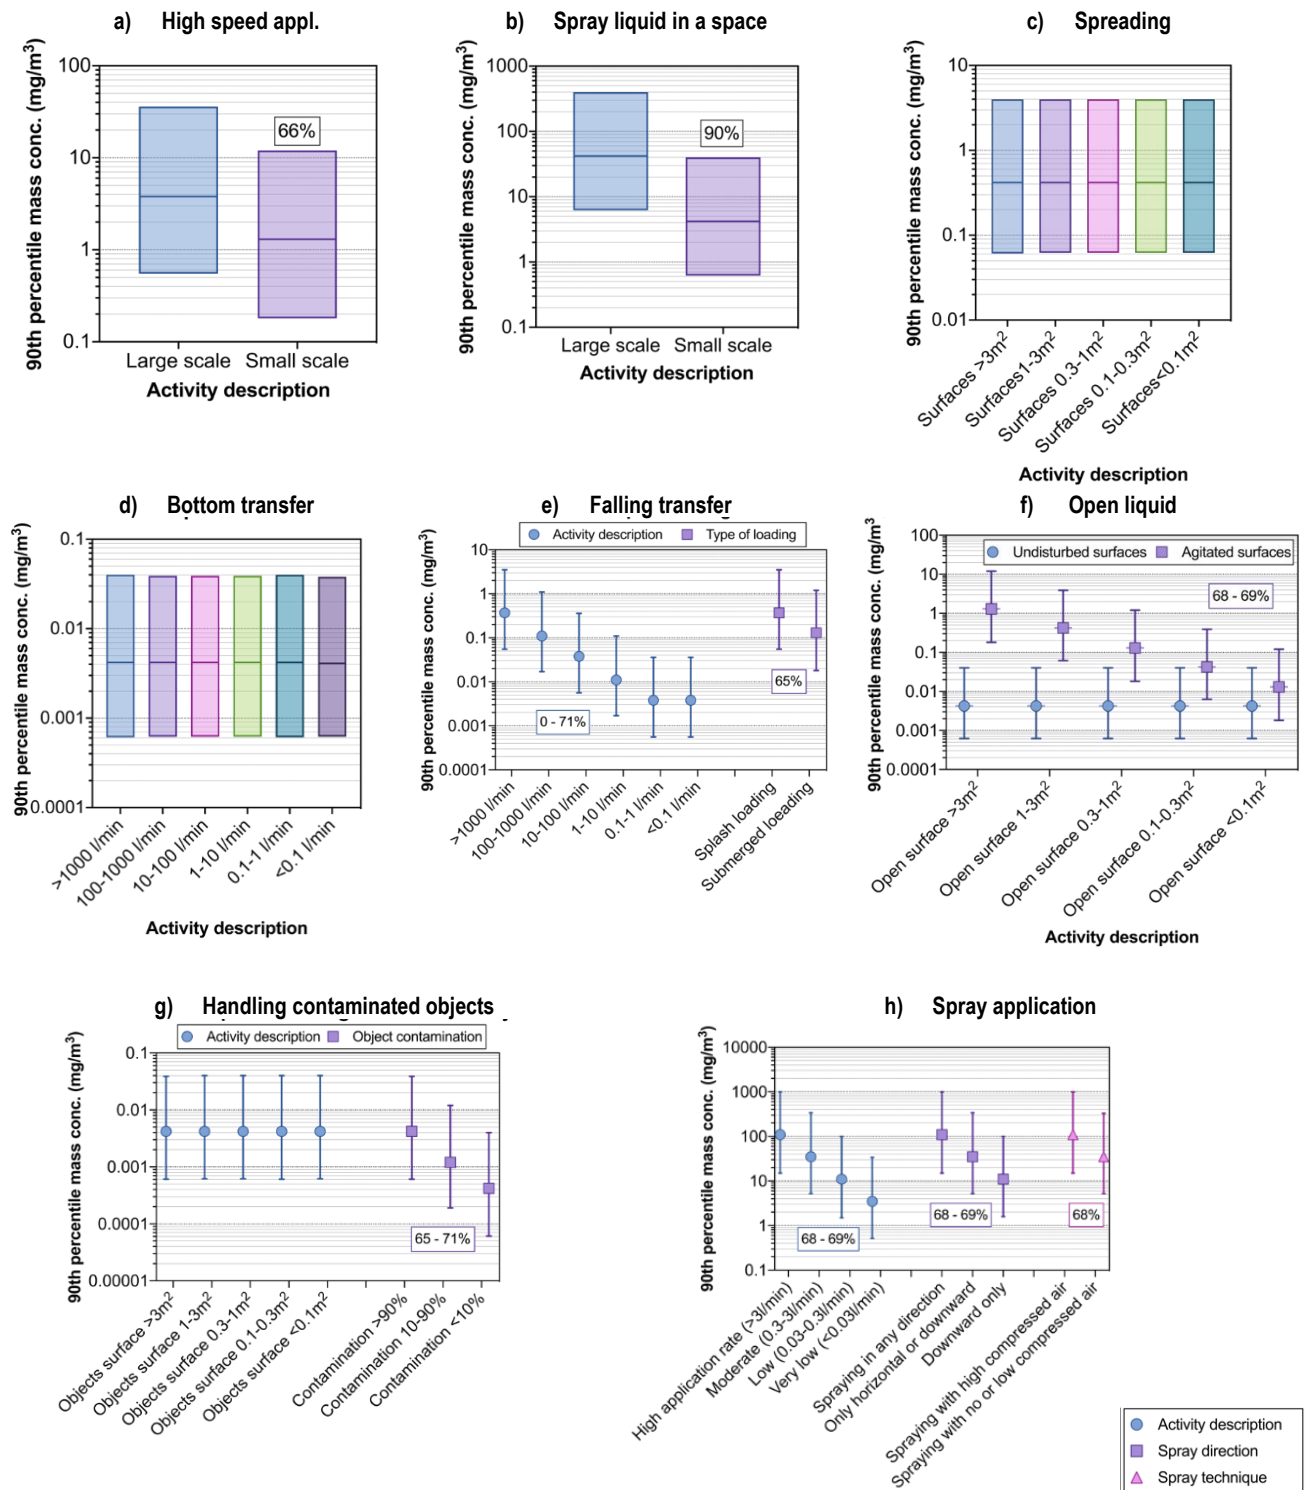 a) High speed appl.
90th percentile mass conc. (mg/m³)
100
10
1
0.1
66%
Large scale Small scale
Activity description
b) Spray liquid in a space
90th percentile mass conc. (mg/m³)
1000
100
10
1
0.1
90%
Large scale Small scale
Activity description
c) Spreading
90th percentile mass conc. (mg/m³)
10
1
0.1
0.01
Surfaces >3m²
Surfaces1-3m²
Surfaces 0.3-1m²
Surfaces 0.1-0.3m²
Surfaces<0.1m²
Activity description
d) Bottom transfer
90th percentile mass conc. (mg/m³)
0.1
0.01
0.001
0.0001
>1000 l/min
100-1000 l/min
10-100 l/min
1-10 l/min
0.1-1 l/min
<0.1 l/min
Activity description
e) Falling transfer
Activity description Type of loading
90th percentile mass conc. (mg/m³)
10
1
0.1
0.01
0.001
0.0001
0 - 71%
65%
>1000 l/min
100-1000 l/min
10-100 l/min
1-10 l/min
0.1-1 l/min
<0.1 l/min
Splash loading
Submerged loeading
f) Open liquid
Undisturbed surfaces Agitated surfaces
90th percentile mass conc. (mg/m³)
100
10
1
0.1
0.01
0.001
0.0001
68 - 69%
Open surface >3m²
Open surface 1-3m²
Open surface 0.3-1m²
Open surface 0.1-0.3m²
Open surface <0.1m²
Activity description
g) Handling contaminated objects
Activity description Object contamination
90th percentile mass conc. (mg/m³)
0.1
0.01
0.001
0.0001
0.00001
65 - 71%
Objects surface >3m²
Objects surface 1-3m²
Objects surface 0.3-1m²
Objects surface 0.1-0.3m²
Objects surface <0.1m²
Contamination >90%
Contamination 10-90%
Contamination <10%
h) Spray application
90th percentile mass conc. (mg/m³)
10000
1000
100
10
1
0.1
68 - 69%
68 - 69%
68%
High application rate (>3l/min)
Moderate (0.3-3l/min)
Low (0.03-0.3l/min)
Very low (<0.03l/min)
Spraying in any direction
Only horizontal or downward
Downward only
Spraying with high compressed air
Spraying with no or low compressed air
Activity description
Spray direction
Spray technique